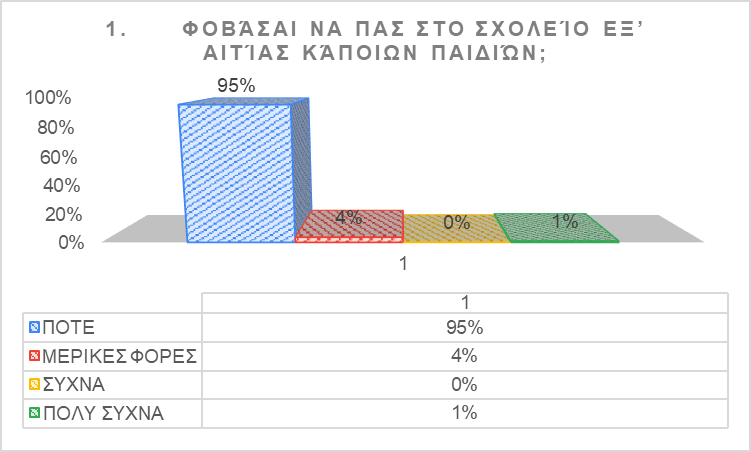 1. ΦΟΒΆΣΑΙ ΝΑ ΠΑΣ ΣΤΟ ΣΧΟΛΕΊΟ ΕΞ’
ΑΙΤΊΑΣ ΚΆΠΟΙΩΝ ΠΑΙΔΙΏΝ;
95%
100%
80%
60%
40%
20%
0%
4%
0%
1%
1
1
ΠΟΤΕ 95%
ΜΕΡΙΚΕΣ ΦΟΡΕΣ 4%
ΣΥΧΝΑ 0%
ΠΟΛΥ ΣΥΧΝΑ 1%